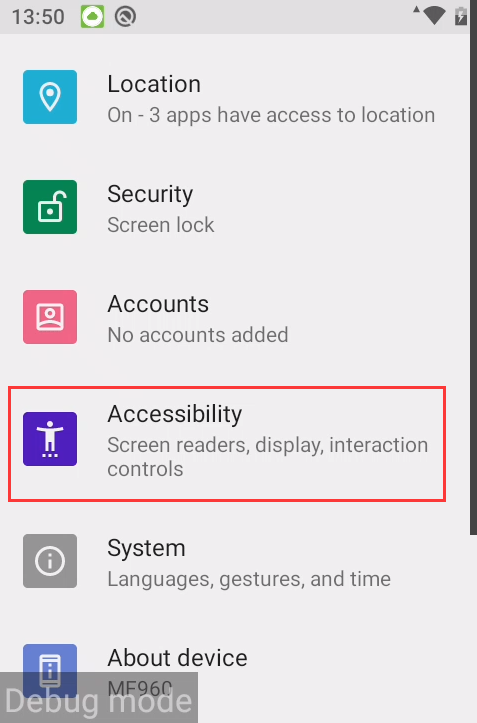 13:50
Location
On - 3 apps have access to location
Security
Screen lock
Accounts
No accounts added
Accessibility
Screen readers, display, interaction
controls
System
Languages, gestures, and time
About device
MF960
Debug mode